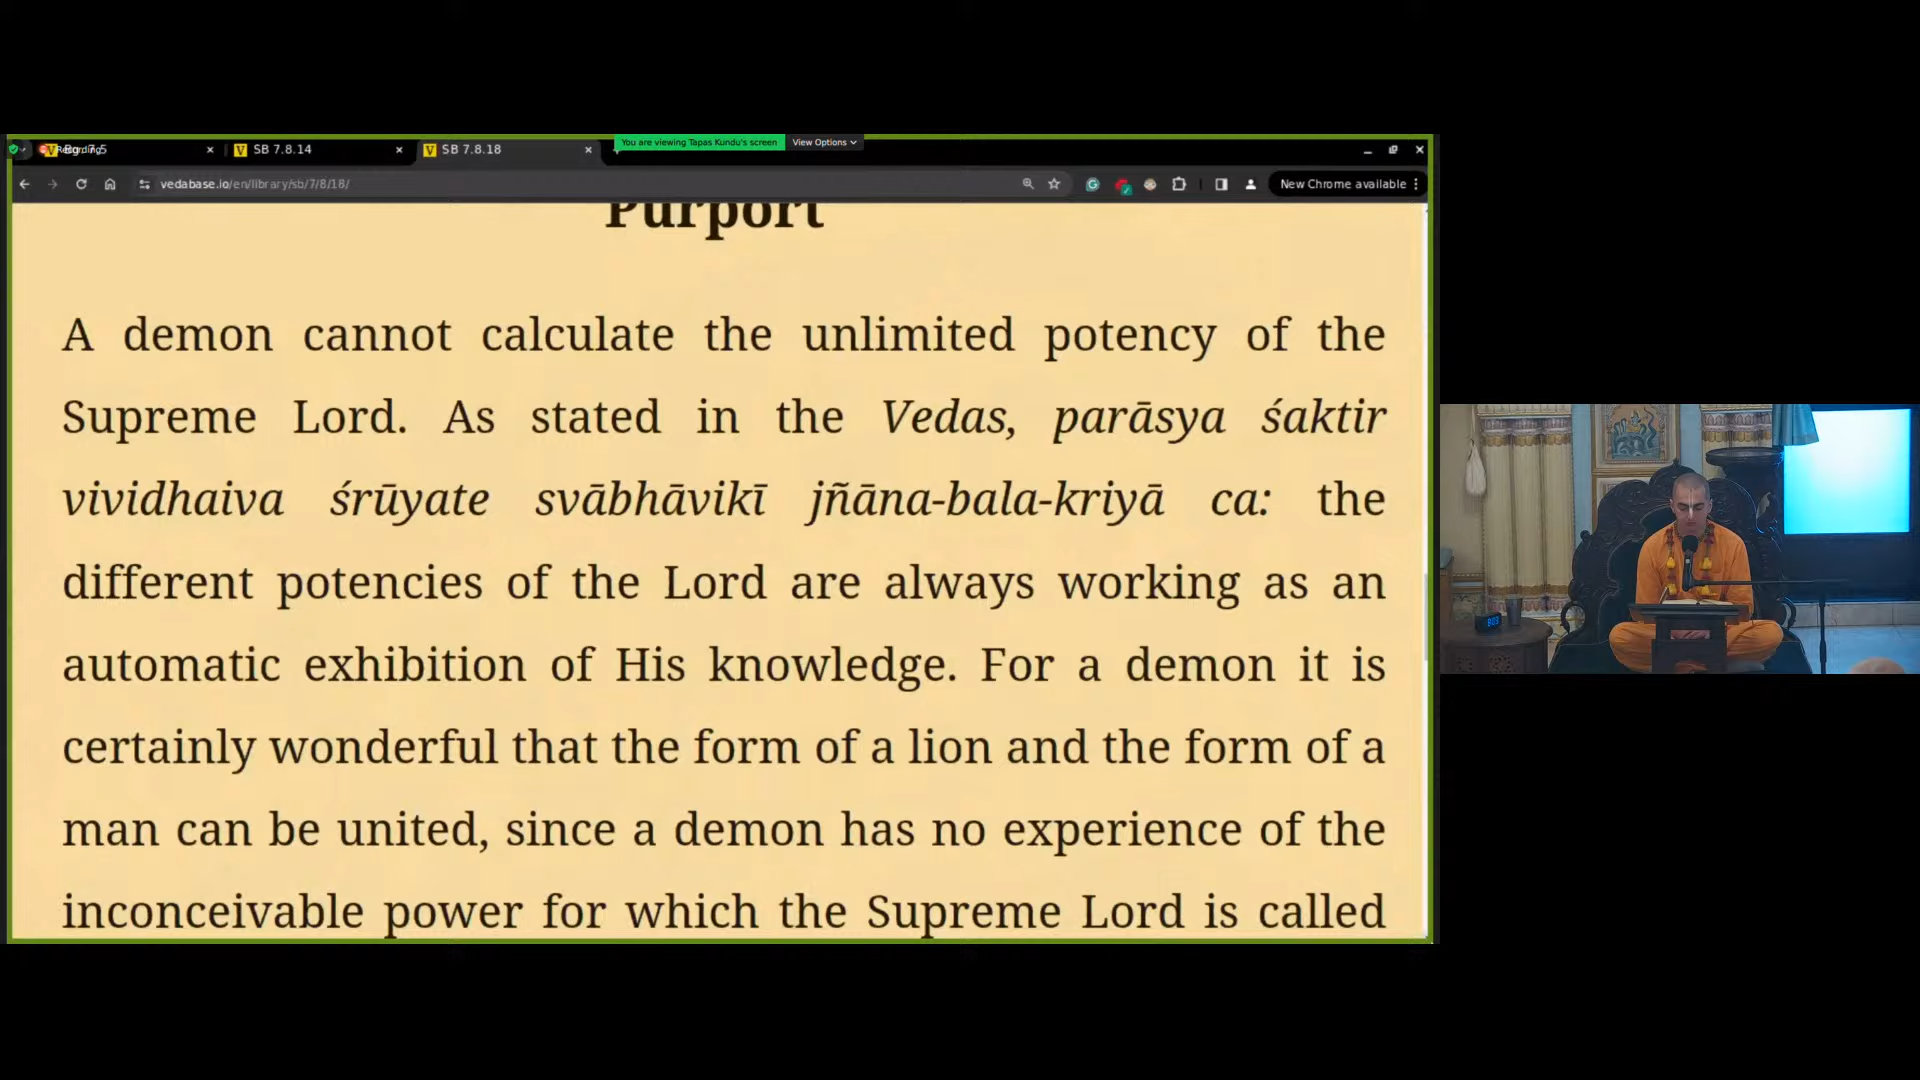 You are viewing Tapas Kundu's screen View Options
SB 7.8.14 SB 7.8.18
vedabase.io/en/library/sb/7/8/18/ New Chrome available
Purport
A demon cannot calculate the unlimited potency of the
Supreme Lord. As stated in the Vedas, parāsya śaktir
vividhaiva śrūyate svābhāvikī jñāna-bala-kriyā ca: the
different potencies of the Lord are always working as an
automatic exhibition of His knowledge. For a demon it is
certainly wonderful that the form of a lion and the form of a
man can be united, since a demon has no experience of the
inconceivable power for which the Supreme Lord is called